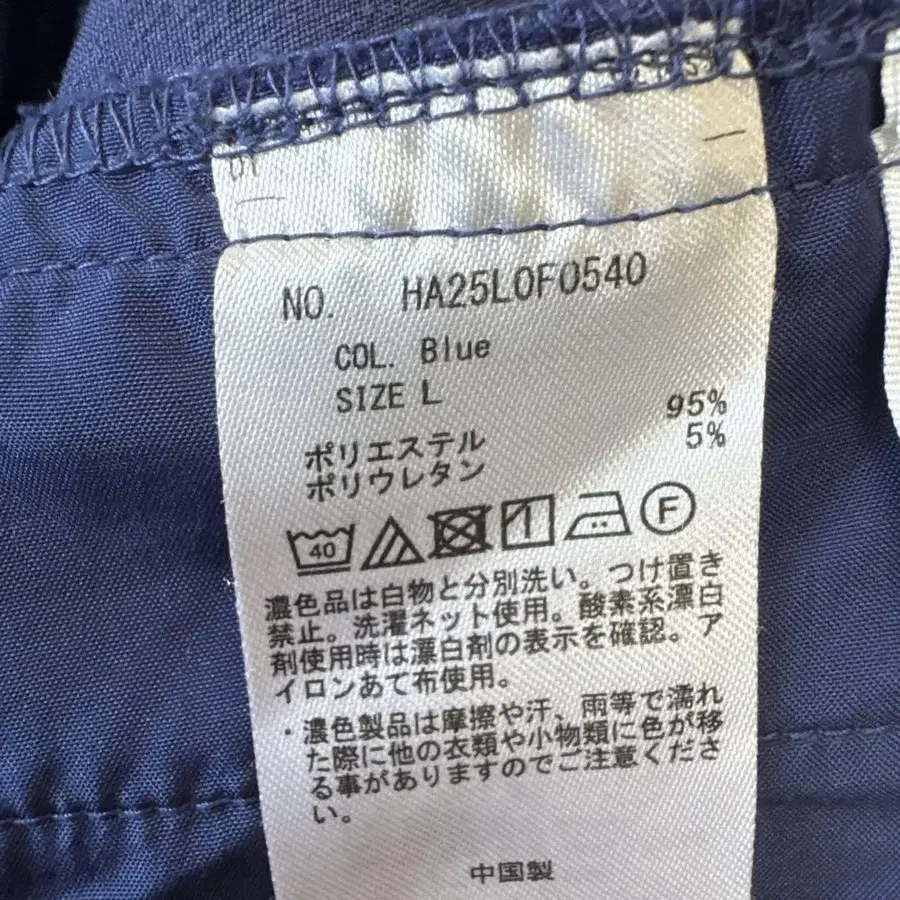 NO. HA25L0F0540
COL. Blue
SIZE L
ポリエステル 95%
ポリウレタン 5%
40 F
濃色品は白物と分別洗い。つけ置き
禁止。洗濯ネット使用。酸素系漂白
剤使用時は漂白剤の表示を確認。ア
イロンあて布使用。
・濃色製品は摩擦や汗、雨等で濡れ
た際に他の衣類や小物類に色が移
る事がありますのでご注意くださ
い。
中国製